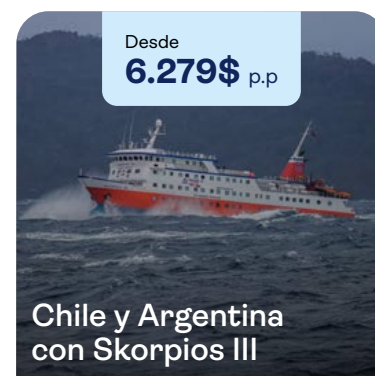 Desde
6.279$ p.p
Chile y Argentina
con Skorpios III